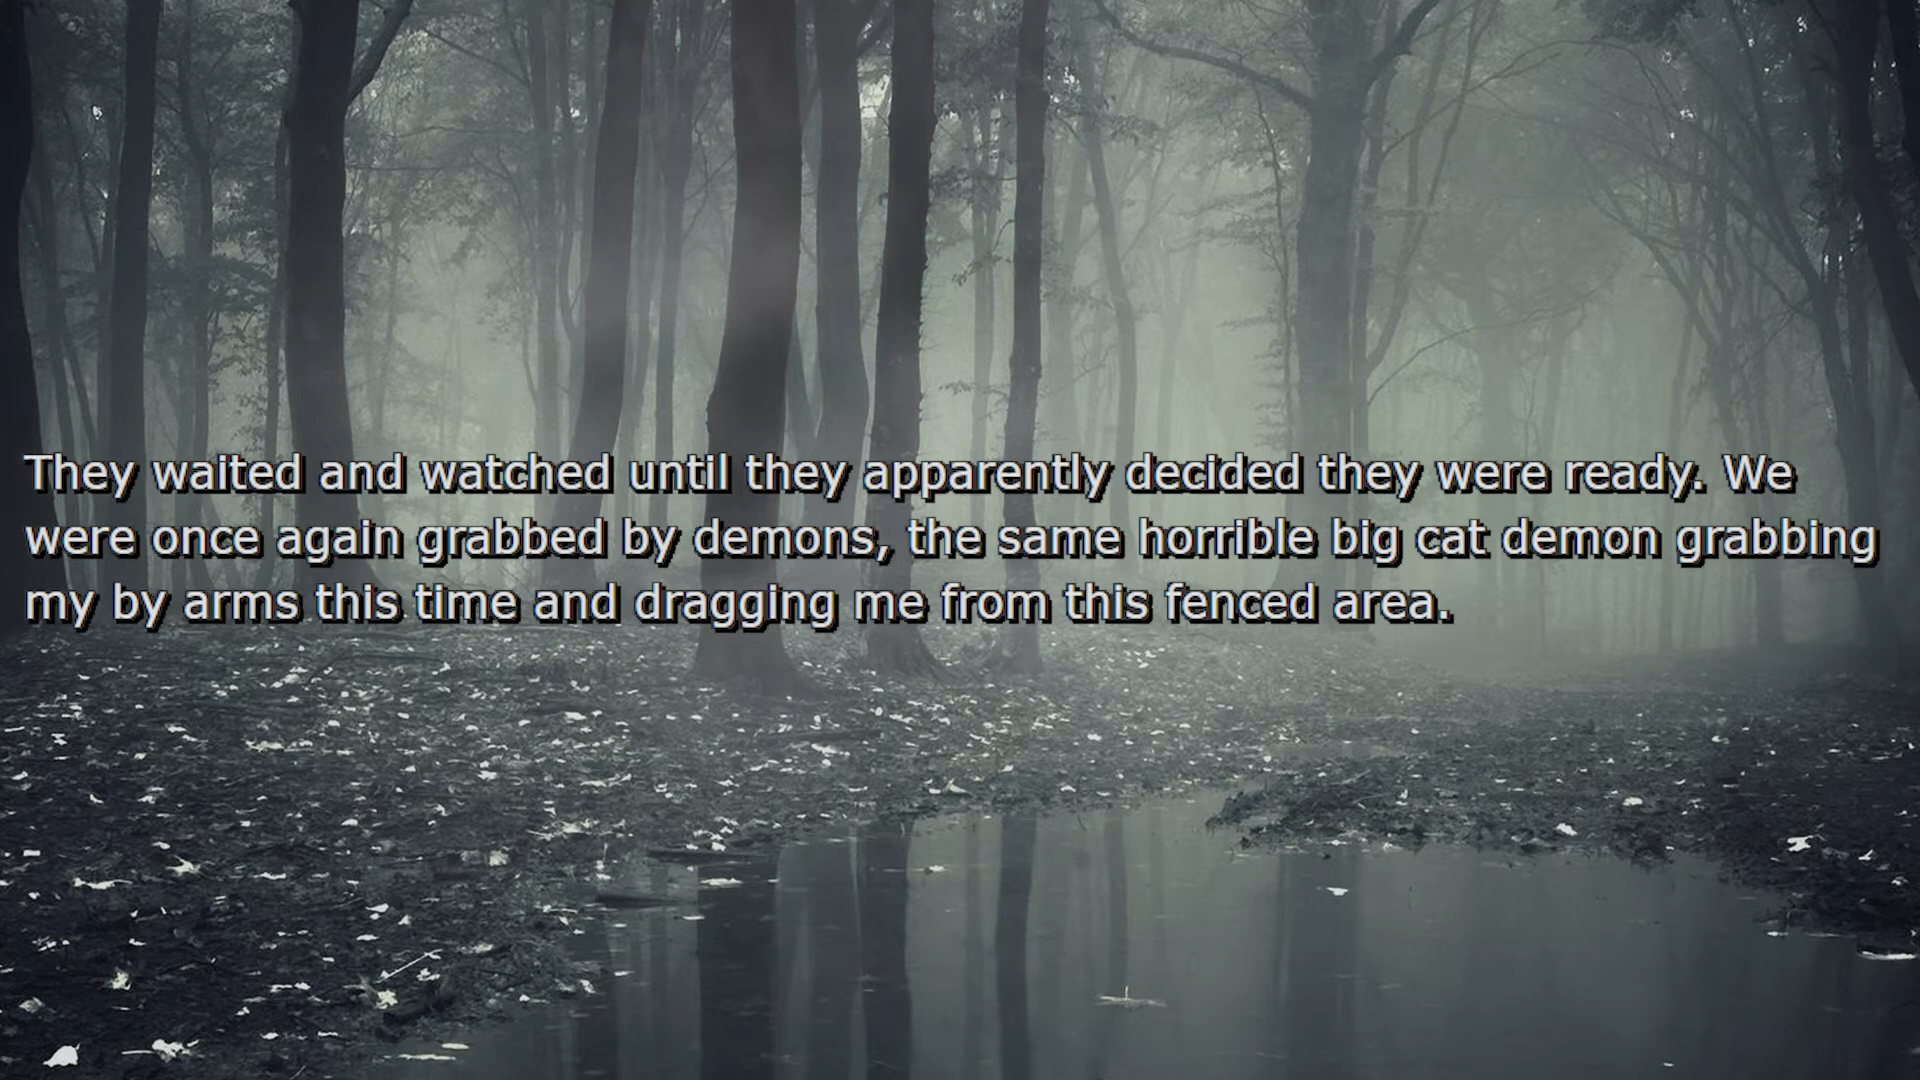 They waited and watched until they apparently decided they were ready. We
were once again grabbed by demons, the same horrible big cat demon grabbing
my by arms this time and dragging me from this fenced area.